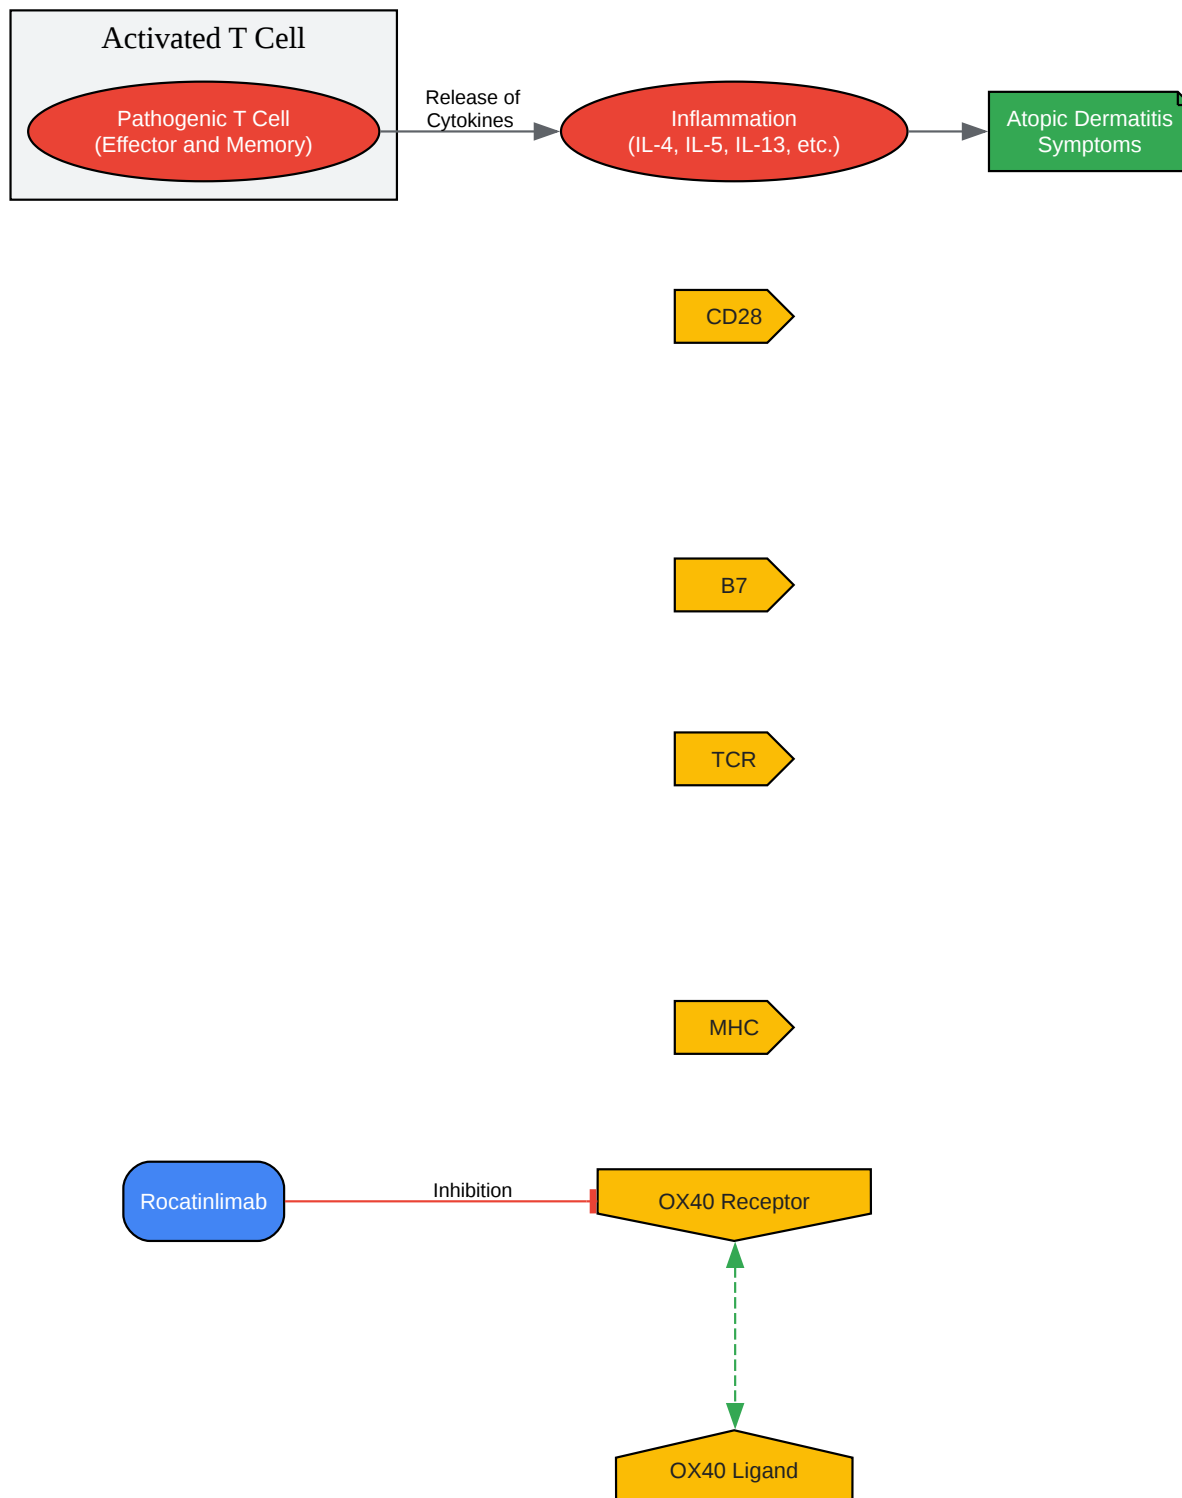 Activated T Cell
Pathogenic T Cell
(Effector and Memory)
Release of
Cytokines
Inflammation
(IL-4, IL-5, IL-13, etc.)
Atopic Dermatitis
Symptoms
CD28
B7
TCR
MHC
Rocatinlimab
Inhibition
OX40 Receptor
OX40 Ligand